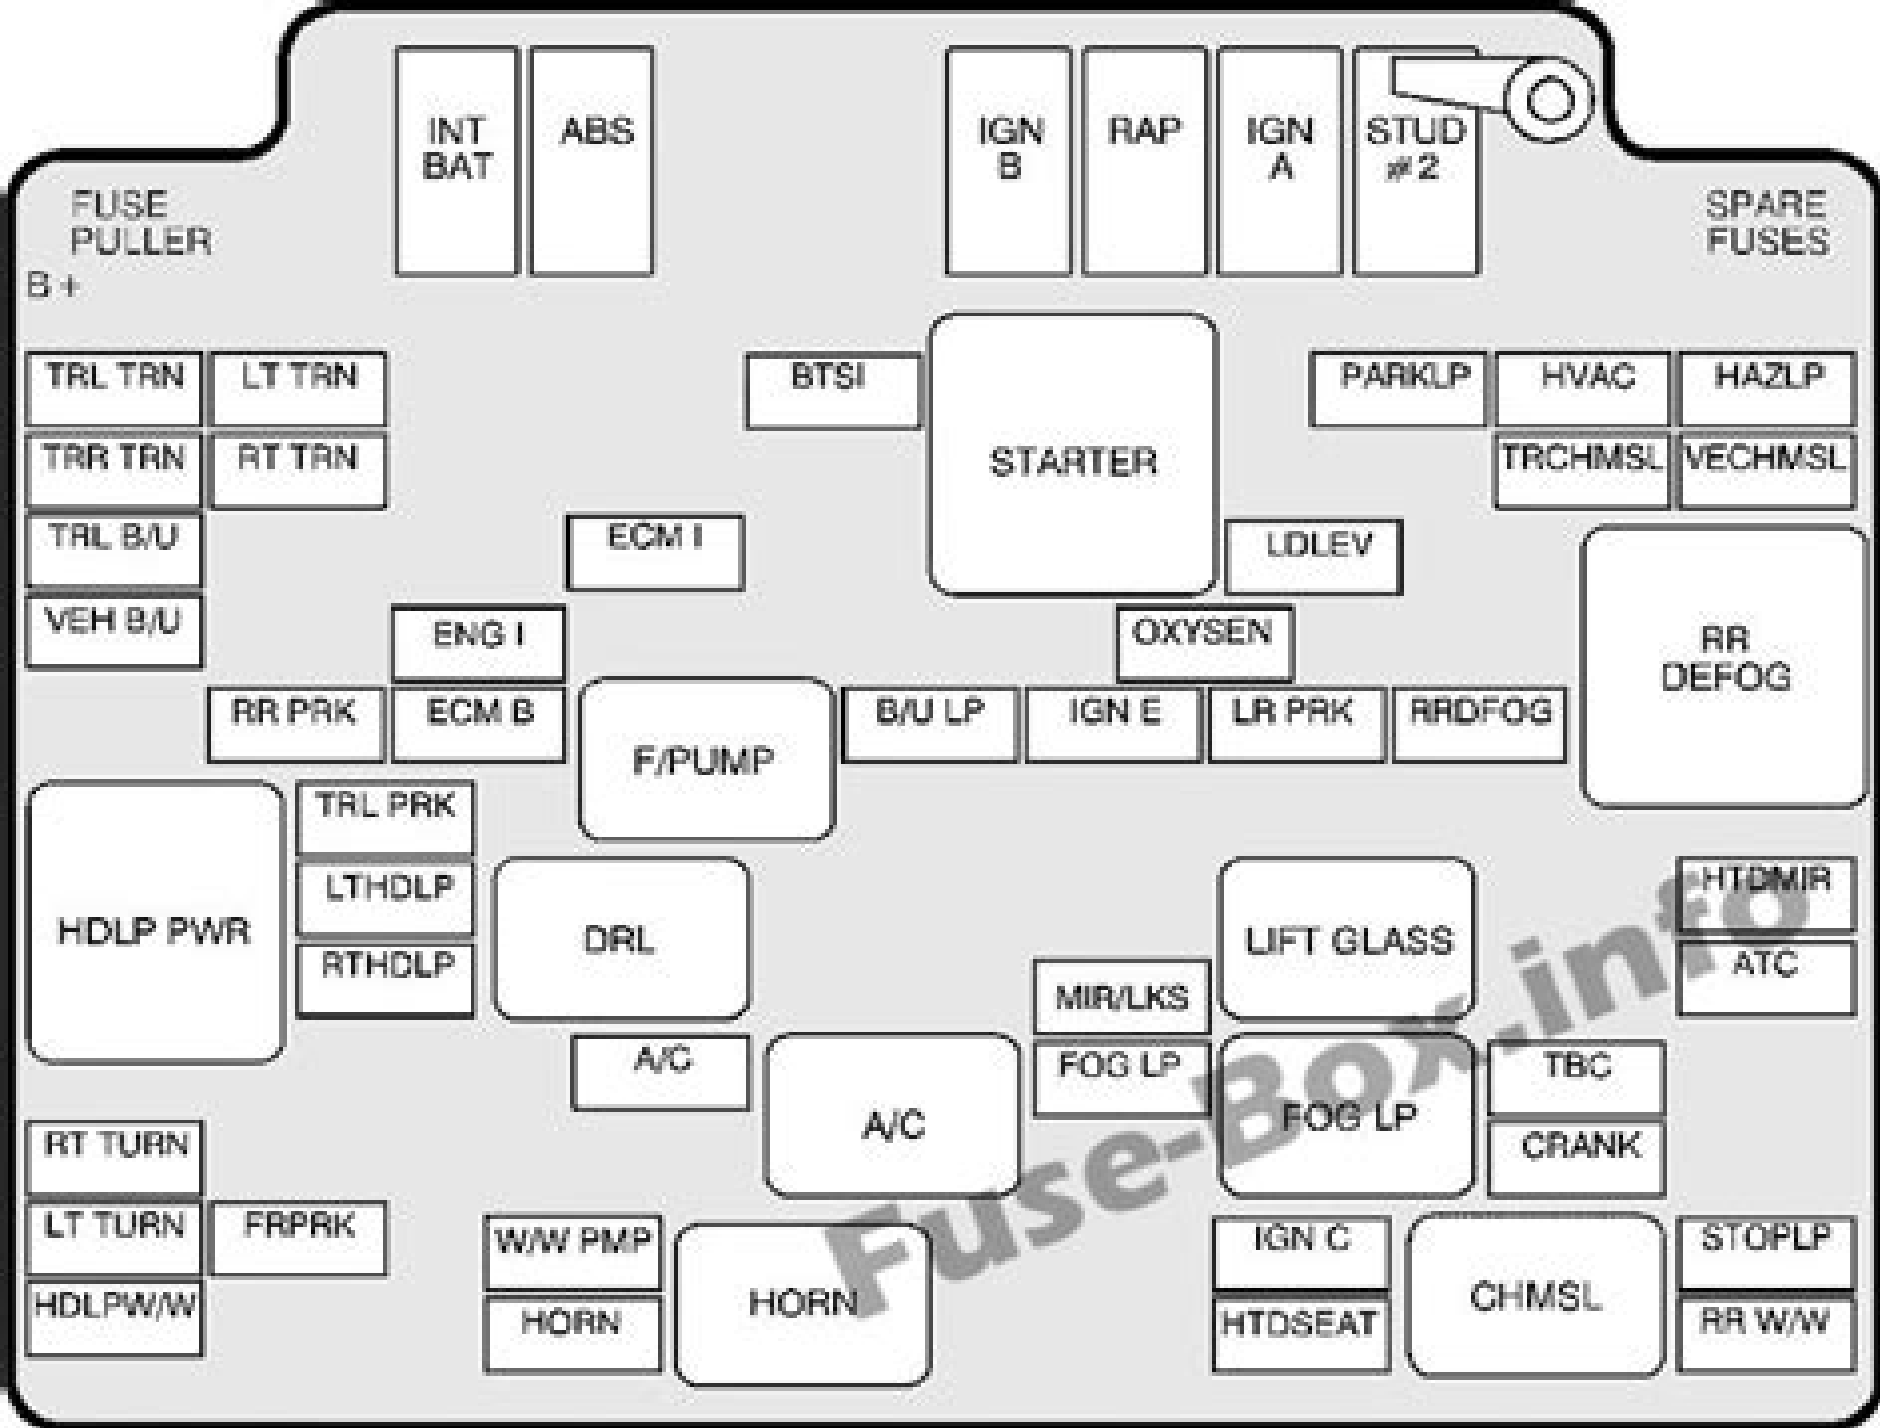 INT
BAT
ABS
IGN
B
RAP
IGN
A
STUD
#2
FUSE
PULLER
SPARE
FUSES
B+
TRL TRN
LT TRN
BTSI
PARKLP
HVAC
HAZLP
TRR TRN
RT TRN
STARTER
TRCHMSL
VECHMSL
TRL B/U
ECM I
LDLEV
VEH B/U
ENG I
OXYSEN
RR
DEFOG
RR PRK
ECM B
F/PUMP
B/U LP
IGN E
LR PRK
RRDFOG
TRL PRK
LTHDLP
HTDMIR
HDLP PWR
DRL
LIFT GLASS
RTHDLP
ATC
MIR/LKS
A/C
FOG LP
TBC
A/C
FOG LP
RT TURN
CRANK
LT TURN
FRPRK
W/W PMP
IGN C
STOPLP
HDLPW/W
HORN
HORN
CHMSL
HTDSEAT
RR W/W
Fuse-Box.info